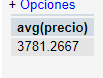 + Opciones
avg(precio)
3781.2667